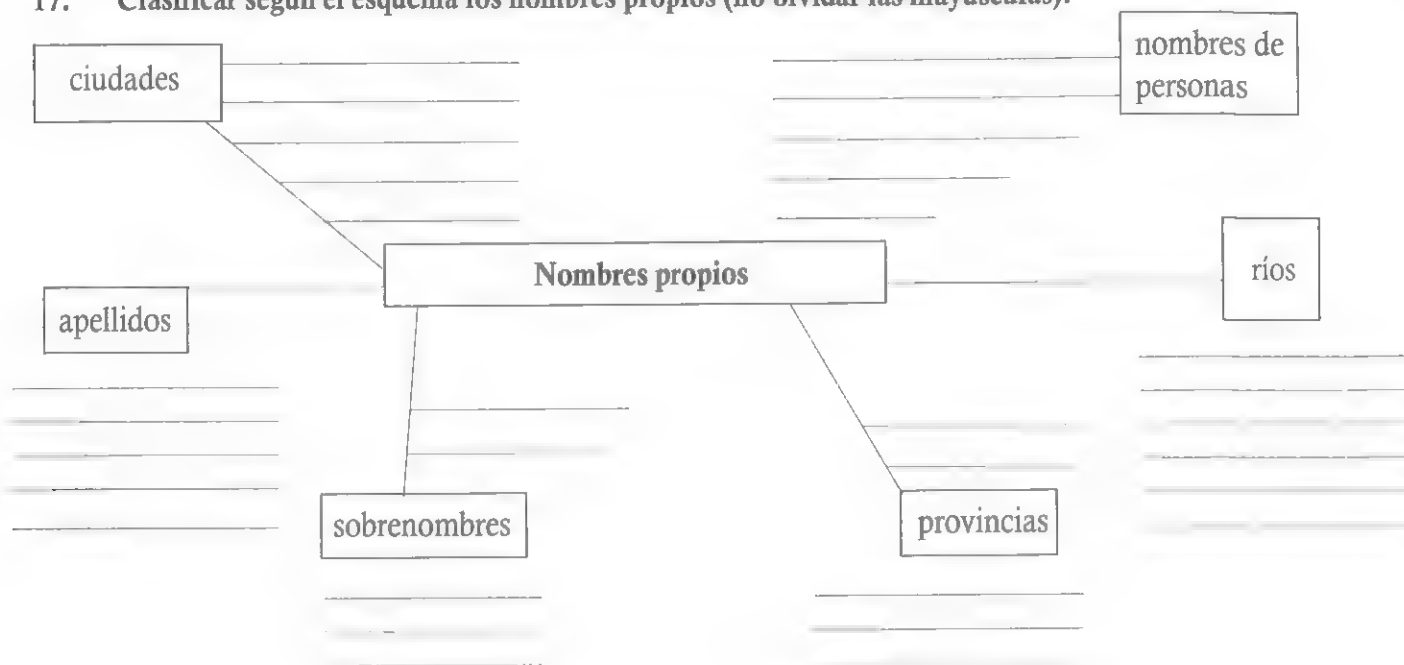 17. Clasificar según el esquema los nombres propios (no olvidar las mayúsculas).
ciudades
nombres de
personas
Nombres propios
ríos
apellidos
sobrenombres
provincias